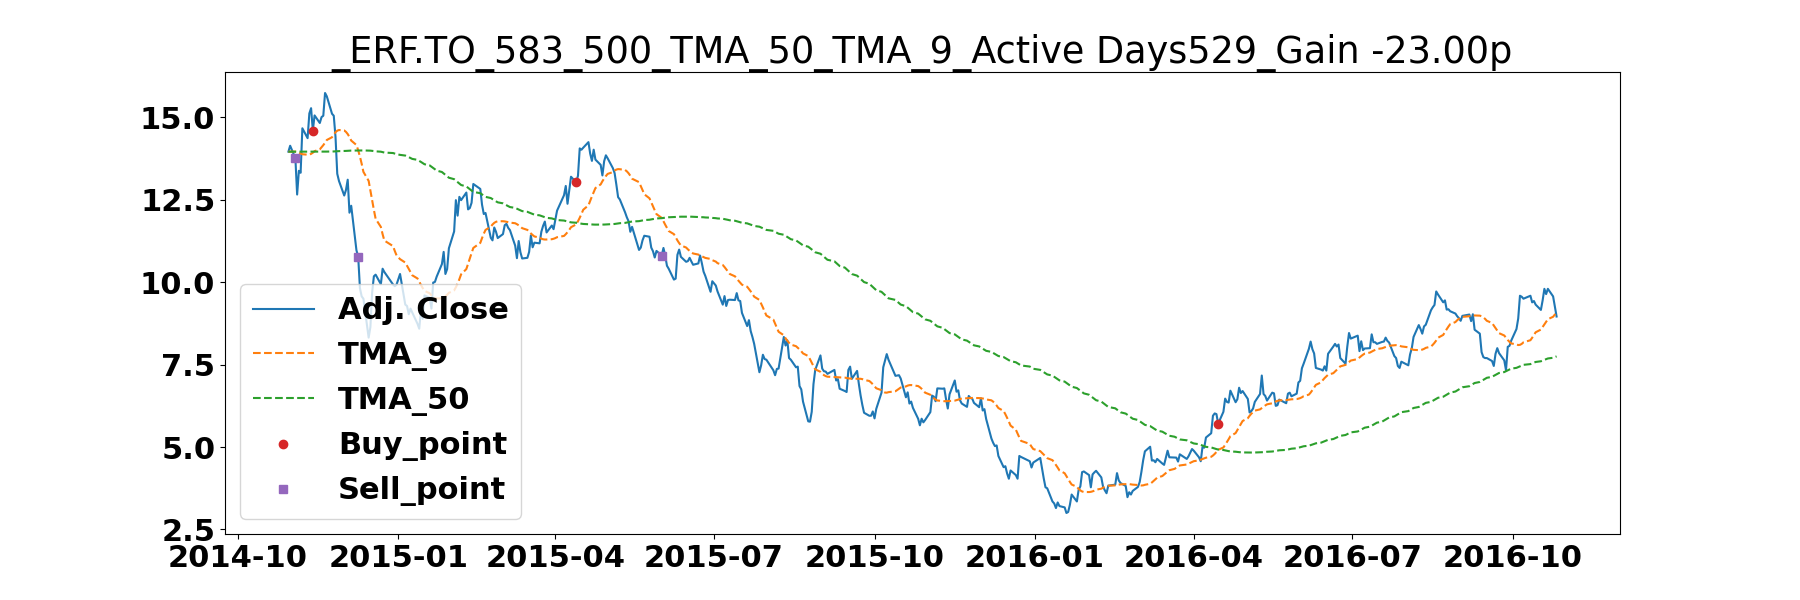 _ERF.TO_583_500_TMA_50_TMA_9_Active Days529_Gain -23.00p
15.0
12.5
10.0
7.5
5.0
2.5
Adj. Close
TMA_9
TMA_50
Buy_point
Sell_point
2014-10 2015-01 2015-04 2015-07 2015-10 2016-01 2016-04 2016-07 2016-10